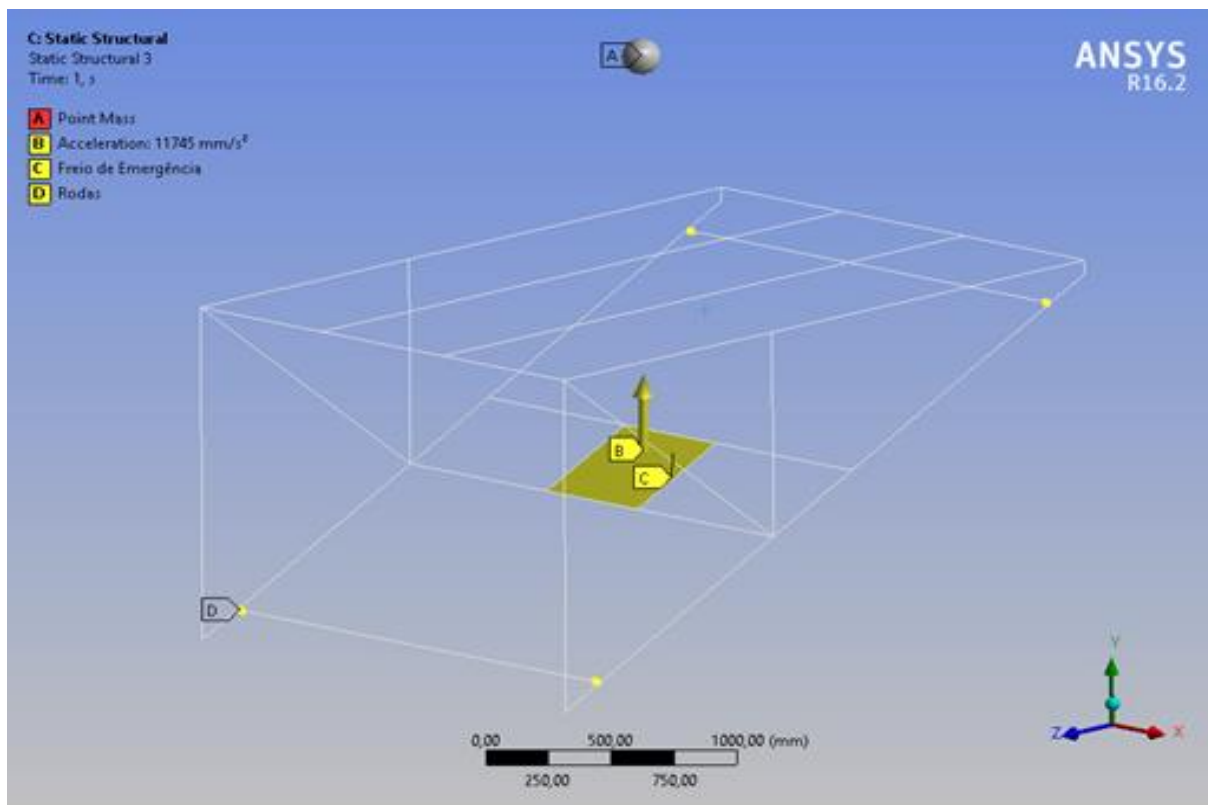 C: Static Structural
Static Structural 3
Time: 1, s
A Point Mass
B Acceleration: 11745 mm/s²
C Freio de Emergência
D Rodas
A
ANSYS
R16.2
B
C
D
Y
Z X
0,00 500,00 1000,00 (mm)
250,00 750,00